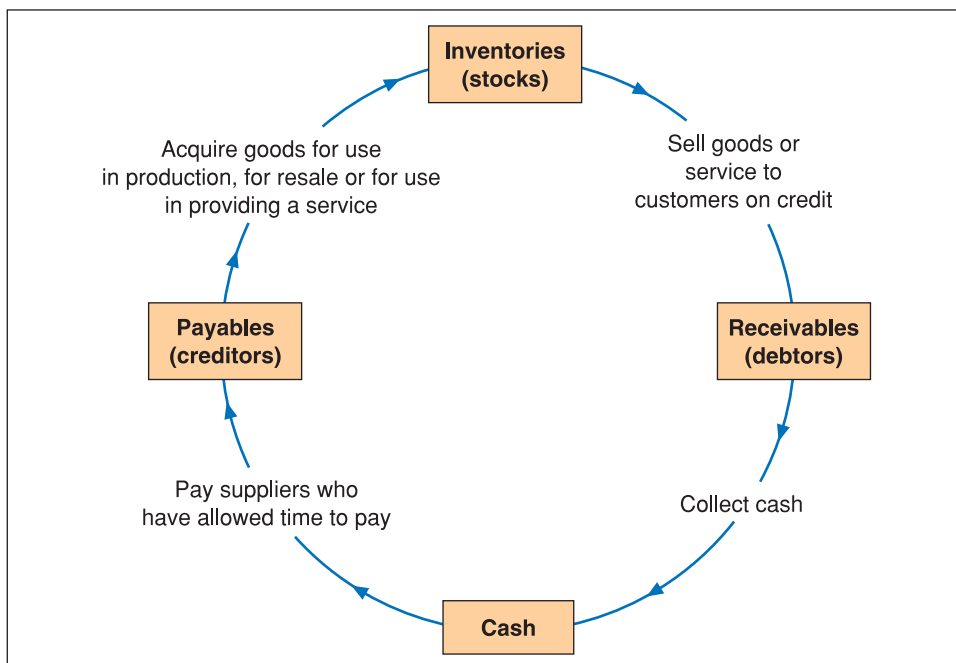 Inventories
(stocks)
Sell goods or
service to
customers on credit
Receivables
(debtors)
Collect cash
Cash
Pay suppliers who
have allowed time to pay
Payables
(creditors)
Acquire goods for use
in production, for resale or for use
in providing a service